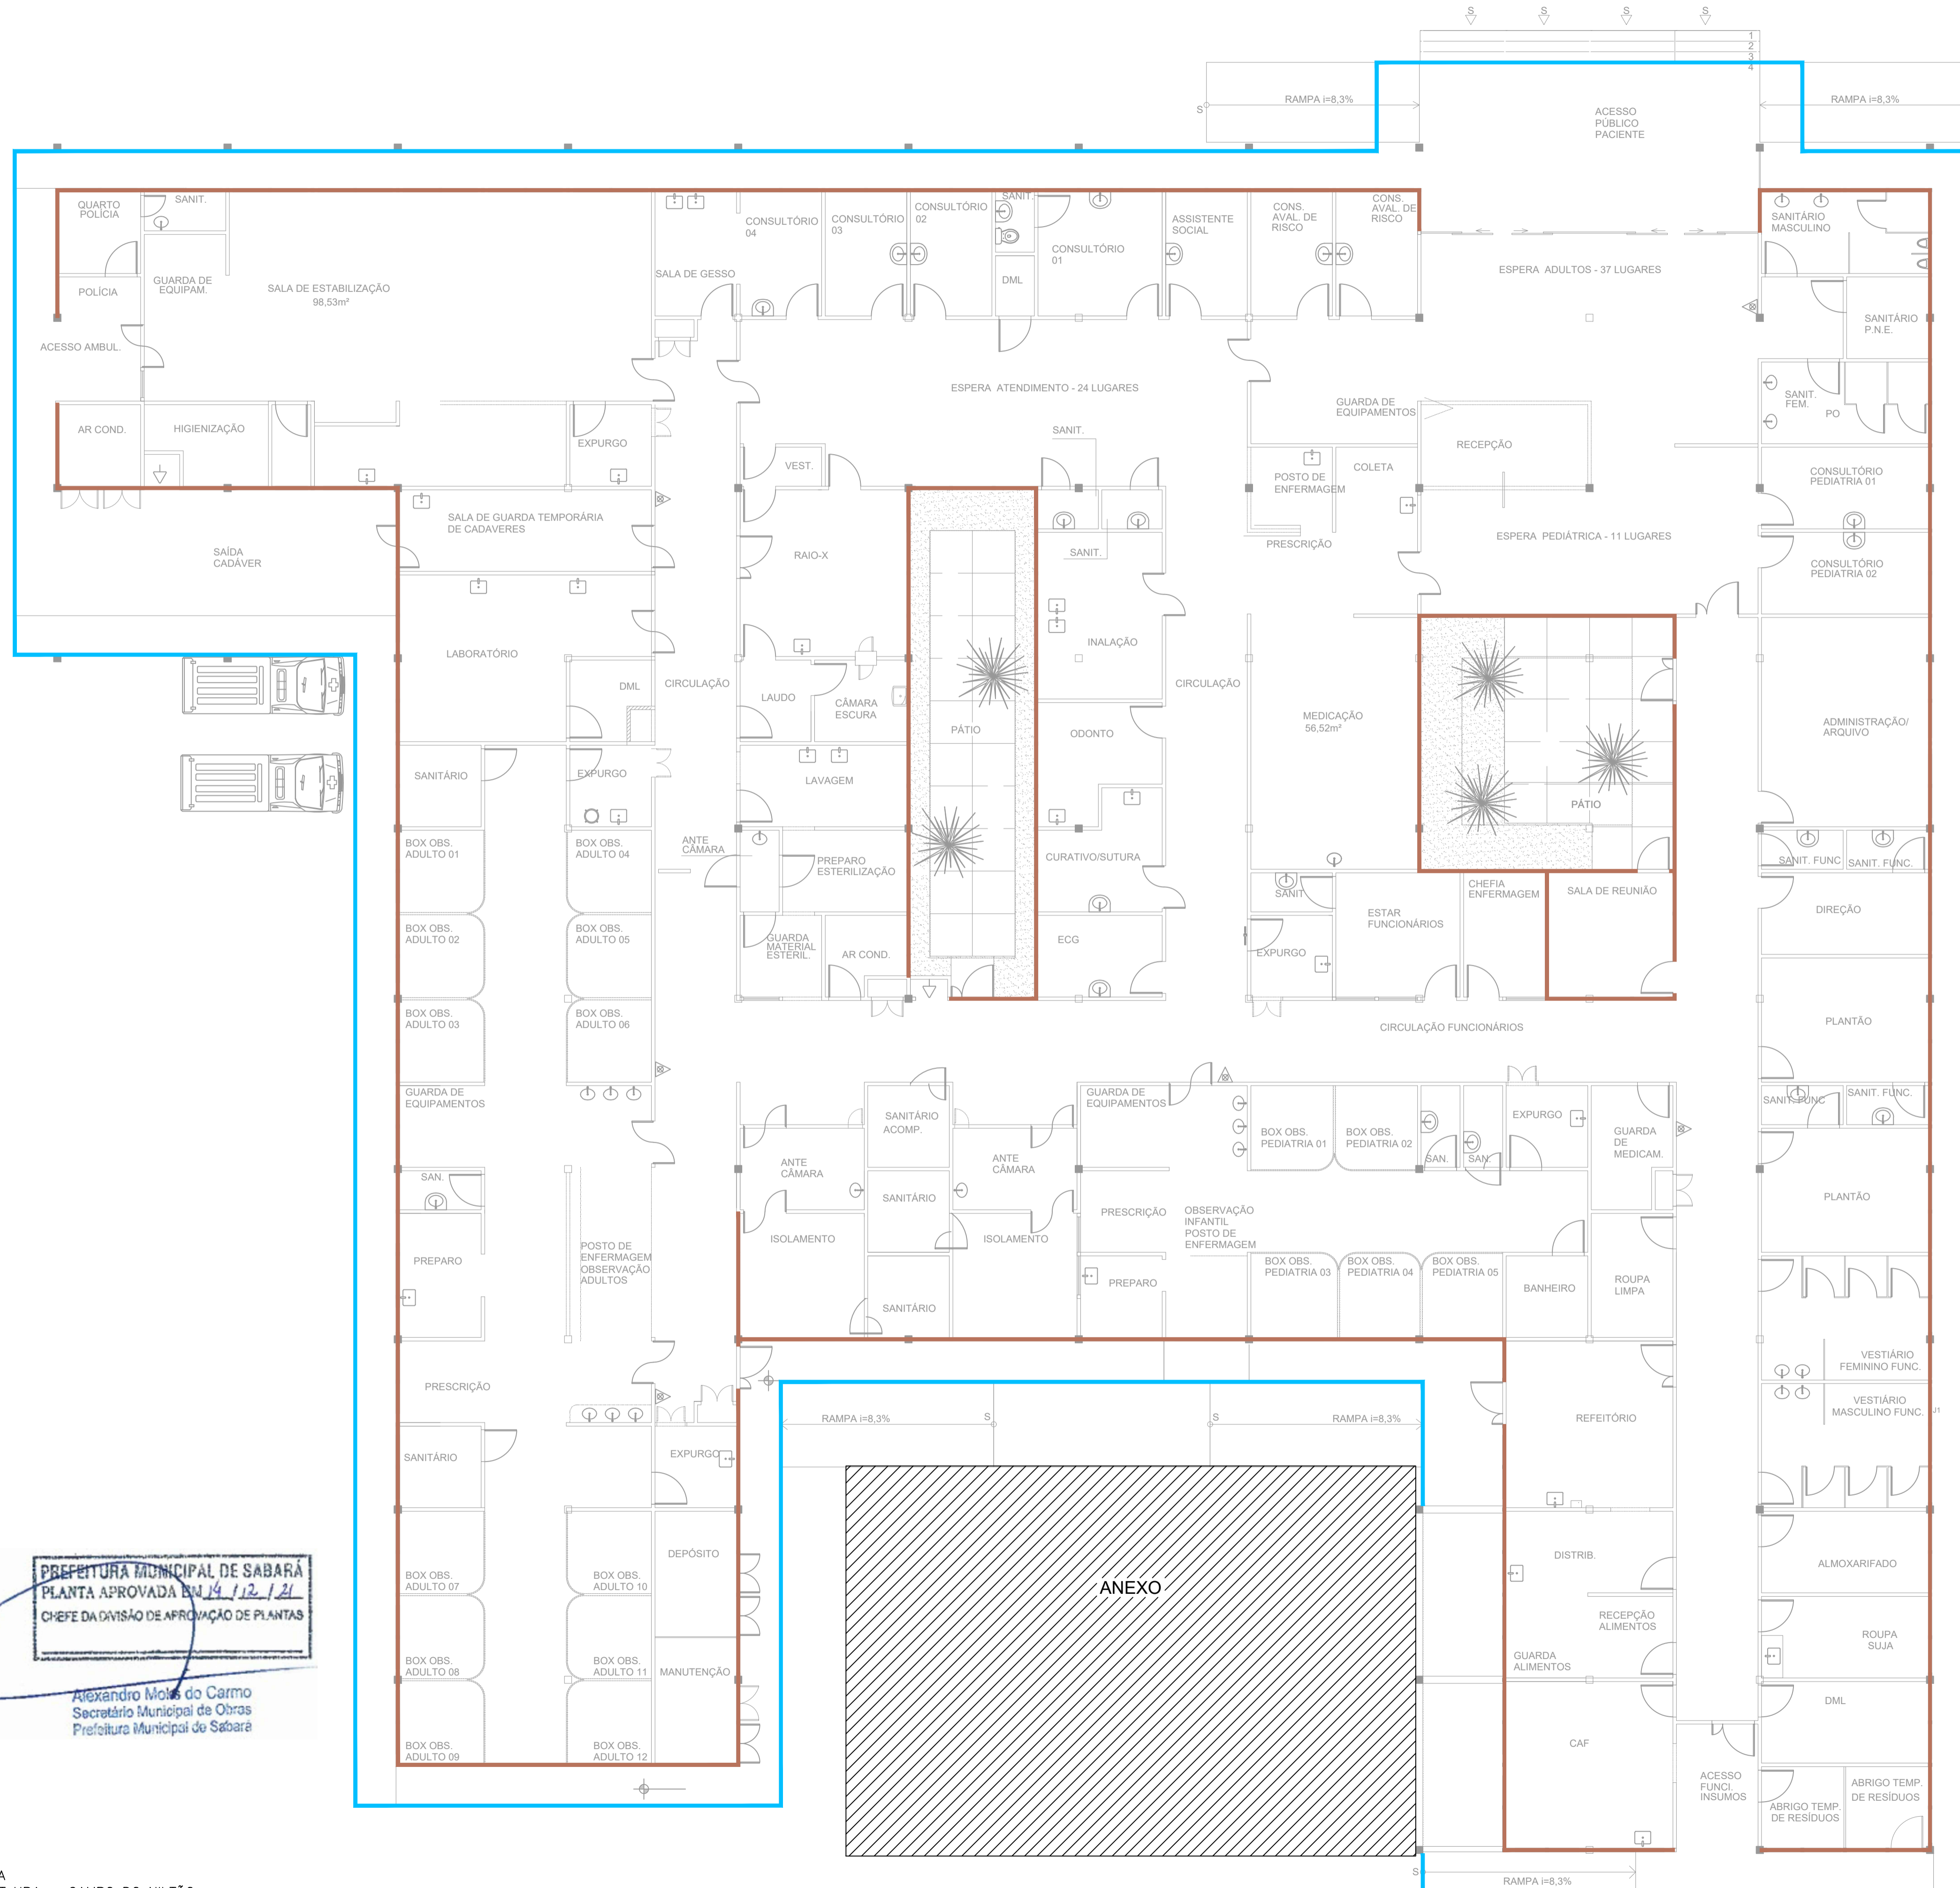 S
S
S
S
1
2
3
4
RAMPA i=8,3%
RAMPA i=8,3%
S
ACESSO
PÚBLICO
PACIENTE
QUARTO
POLÍCIA
SANIT.
CONSULTÓRIO
04
CONSULTÓRIO
03
CONSULTÓRIO
02
SANIT.
CONSULTÓRIO
01
ASSISTENTE
SOCIAL
CONS.
AVAL. DE
RISCO
CONS.
AVAL. DE
RISCO
SANITÁRIO
MASCULINO
POLÍCIA
GUARDA DE
EQUIPAM.
SALA DE ESTABILIZAÇÃO
98,53m²
SALA DE GESSO
DML
ESPERA ADULTOS - 37 LUGARES
SANITÁRIO
P.N.E.
ACESSO AMBUL.
ESPERA ATENDIMENTO - 24 LUGARES
GUARDA DE
EQUIPAMENTOS
SANIT.
FEM.
PO
AR COND.
HIGIENIZAÇÃO
EXPURGO
SANIT.
RECEPÇÃO
VEST.
POSTO DE
ENFERMAGEM
COLETA
CONSULTÓRIO
PEDIATRIA 01
SALA DE GUARDA TEMPORÁRIA
DE CADAVERES
SAÍDA
CADÁVER
RAIO-X
SANIT.
PRESCRIÇÃO
ESPERA PEDIÁTRICA - 11 LUGARES
CONSULTÓRIO
PEDIATRIA 02
LABORATÓRIO
INALAÇÃO
DML
CIRCULAÇÃO
LAUDO
CÂMARA
ESCURA
CIRCULAÇÃO
PÁTIO
ODONTO
MEDICAÇÃO
56,52m²
ADMINISTRAÇÃO/
ARQUIVO
SANITÁRIO
EXPURGO
LAVAGEM
PÁTIO
BOX OBS.
ADULTO 01
BOX OBS.
ADULTO 04
ANTE
CÂMARA
PREPARO
ESTERILIZAÇÃO
CURATIVO/SUTURA
SANIT. FUNC
SANIT. FUNC.
SANIT
CHEFIA
ENFERMAGEM
SALA DE REUNIÃO
ESTAR
FUNCIONÁRIOS
DIREÇÃO
BOX OBS.
ADULTO 02
BOX OBS.
ADULTO 05
GUARDA
MATERIAL
ESTERIL.
AR COND.
ECG
EXPURGO
BOX OBS.
ADULTO 03
BOX OBS.
ADULTO 06
CIRCULAÇÃO FUNCIONÁRIOS
PLANTÃO
GUARDA DE
EQUIPAMENTOS
SANITÁRIO
ACOMP.
GUARDA DE
EQUIPAMENTOS
BOX OBS.
PEDIATRIA 01
BOX OBS.
PEDIATRIA 02
EXPURGO
GUARDA
DE
MEDICAM.
SANIT. FUNC
SANIT. FUNC.
SAN.
SAN.
SAN.
ANTE
CÂMARA
ANTE
CÂMARA
SANITÁRIO
PLANTÃO
PRESCRIÇÃO
OBSERVAÇÃO
INFANTIL
POSTO DE
ENFERMAGEM
ISOLAMENTO
ISOLAMENTO
PREPARO
POSTO DE
ENFERMAGEM
OBSERVAÇÃO
ADULTOS
BOX OBS.
PEDIATRIA 03
BOX OBS.
PEDIATRIA 04
BOX OBS.
PEDIATRIA 05
PREPARO
BANHEIRO
ROUPA
LIMPA
SANITÁRIO
VESTIÁRIO
FEMININO FUNC.
PRESCRIÇÃO
VESTIÁRIO
MASCULINO FUNC.
J1
RAMPA i=8,3%
S
S
RAMPA i=8,3%
REFEITÓRIO
SANITÁRIO
EXPURGO
DEPÓSITO
DISTRIB.
ALMOXARIFADO
PREFEITURA MUNICIPAL DE SABARÁ
PLANTA APROVADA EM 14 / 12 / 21
CHEFE DA DIVISÃO DE APROVAÇÃO DE PLANTAS
BOX OBS.
ADULTO 07
BOX OBS.
ADULTO 10
ANEXO
RECEPÇÃO
ALIMENTOS
ROUPA
SUJA
GUARDA
ALIMENTOS
BOX OBS.
ADULTO 08
BOX OBS.
ADULTO 11
MANUTENÇÃO
Alexandro
do Carmo
Secretário Municipal de Obras
Prefeitura Municipal de Sabará
DML
BOX OBS.
ADULTO 09
BOX OBS.
ADULTO 12
CAF
ACESSO
FUNCI.
INSUMOS
ABRIGO TEMP.
DE RESÍDUOS
ABRIGO TEMP.
DE RESÍDUOS
S
RAMPA i=8,3%